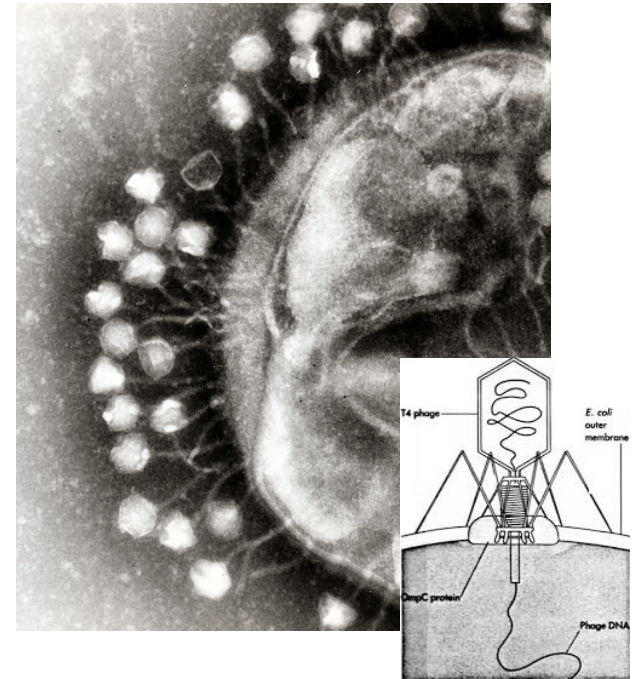 T4 phage
E. coli
outer
membrane
OmpC protein
Phage DNA